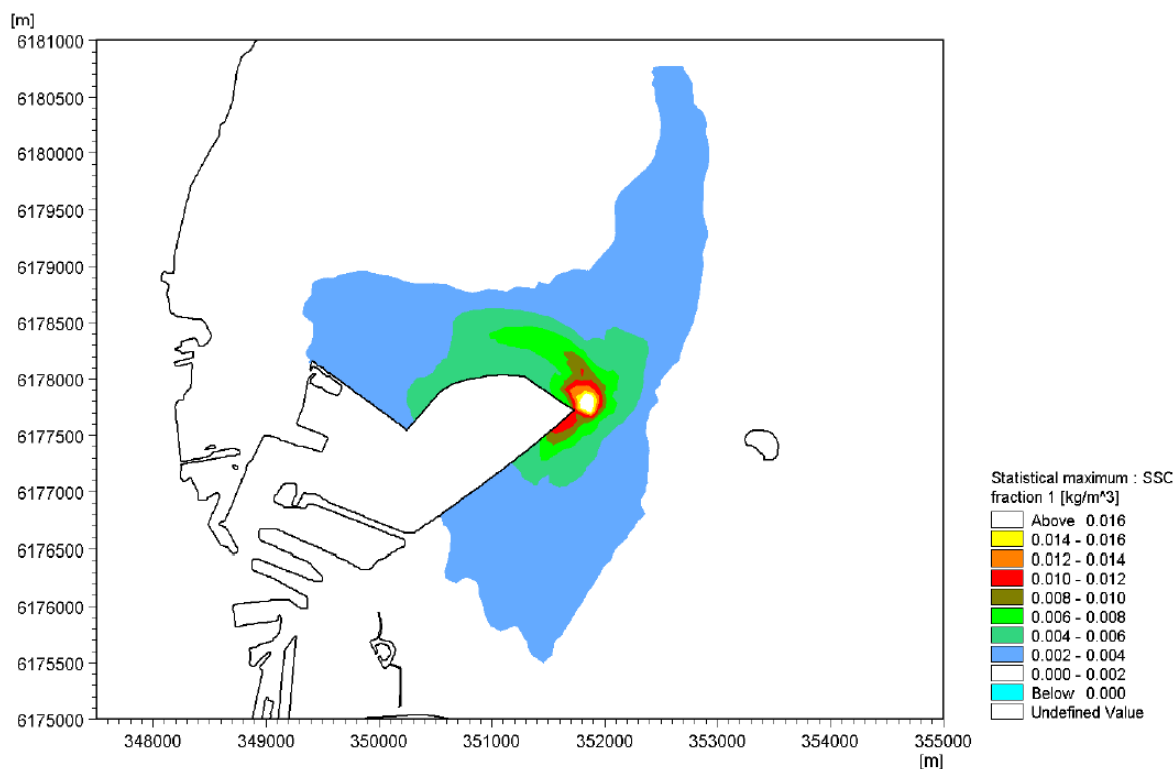 [m]
6181000
6180500
6180000
6179500
6179000
6178500
6178000
6177500
6177000
6176500
6176000
6175500
6175000
348000 349000 350000 351000 352000 353000 354000 355000
[m]
Statistical maximum : SSC
fraction 1 [kg/m^3]
Above 0.016
0.014 - 0.016
0.012 - 0.014
0.010 - 0.012
0.008 - 0.010
0.006 - 0.008
0.004 - 0.006
0.002 - 0.004
0.000 - 0.002
Below 0.000
Undefined Value